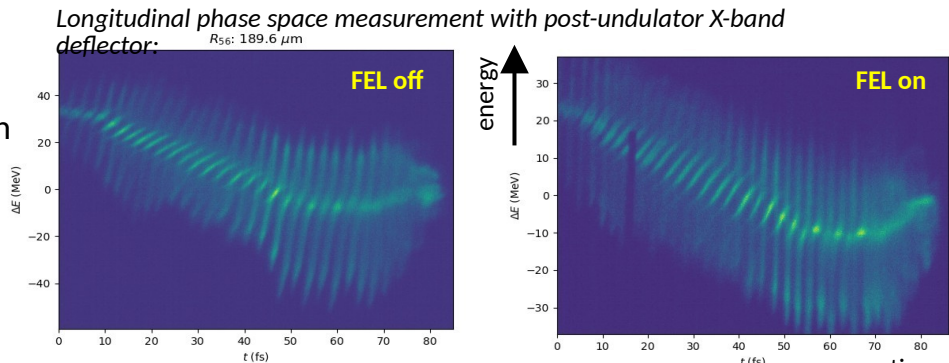 Longitudinal phase space measurement with post-undulator X-band
deflector:
R56: 189.6 μm
n
FEL off
40
20
0
−20
−40
ΔE (MeV)
0 10 20 30 40 50 60 70 80
t (fs)
energy
FEL on
30
20
10
0
−10
−20
−30
ΔE (MeV)
0 10 20 30 40 50 60 70 80
t (fs)